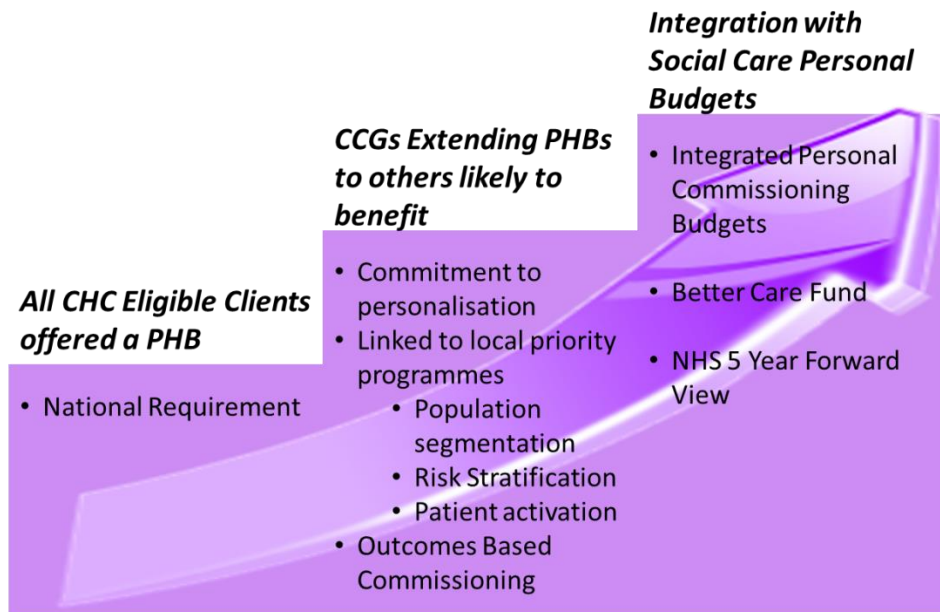 All CHC Eligible Clients
offered a PHB
• National Requirement
CCGs Extending PHBs
to others likely to
benefit
• Commitment to
personalisation
• Linked to local priority
programmes
• Population
segmentation
• Risk Stratification
• Patient activation
• Outcomes Based
Commissioning
Integration with
Social Care Personal
Budgets
• Integrated Personal
Commissioning
Budgets
• Better Care Fund
• NHS 5 Year Forward
View